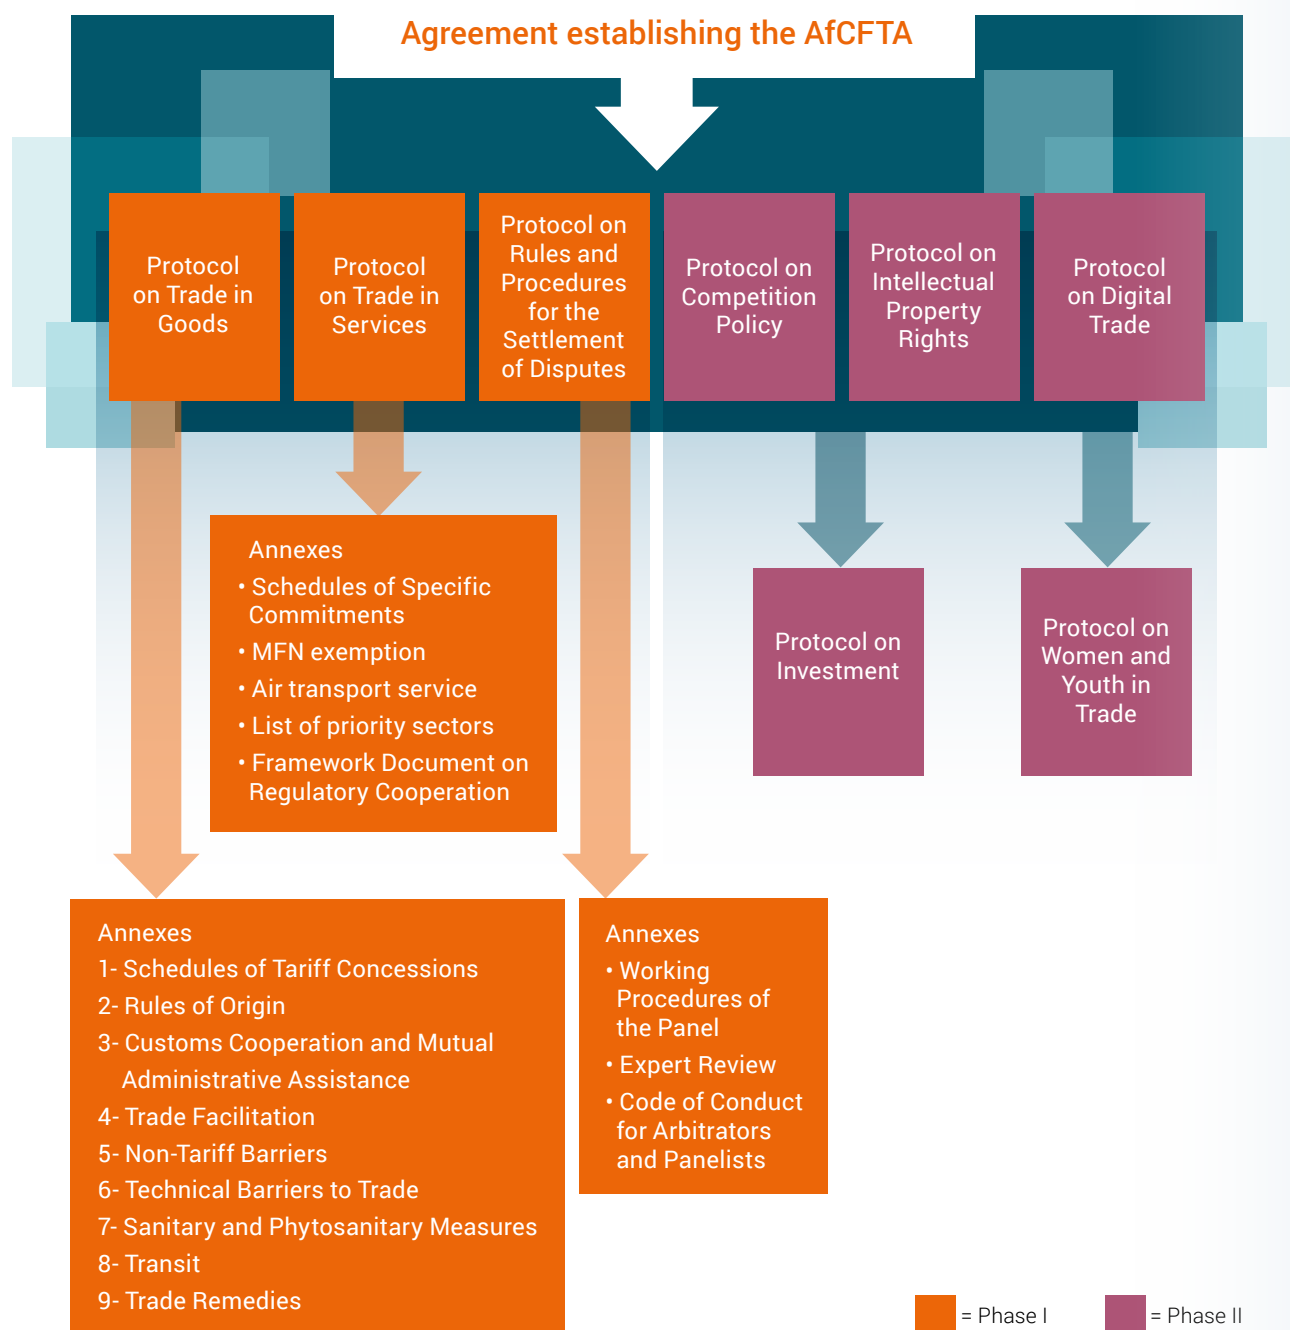 Agreement establishing the AfCFTA
Protocol
on Trade in
Goods
Protocol
on Trade in
Services
Protocol on
Rules and
Procedures
for the
Settlement
of Disputes
Protocol on
Competition
Policy
Protocol on
Intellectual
Property
Rights
Protocol
on Digital
Trade
Annexes
• Schedules of Specific
Commitments
• MFN exemption
• Air transport service
• List of priority sectors
• Framework Document on
Regulatory Cooperation
Protocol on
Investment
Protocol on
Women and
Youth in
Trade
Annexes
1- Schedules of Tariff Concessions
2- Rules of Origin
3- Customs Cooperation and Mutual
Administrative Assistance
4- Trade Facilitation
5- Non-Tariff Barriers
6- Technical Barriers to Trade
7- Sanitary and Phytosanitary Measures
8- Transit
9- Trade Remedies
Annexes
• Working
Procedures of
the Panel
• Expert Review
• Code of Conduct
for Arbitrators
and Panelists
= Phase I
= Phase II